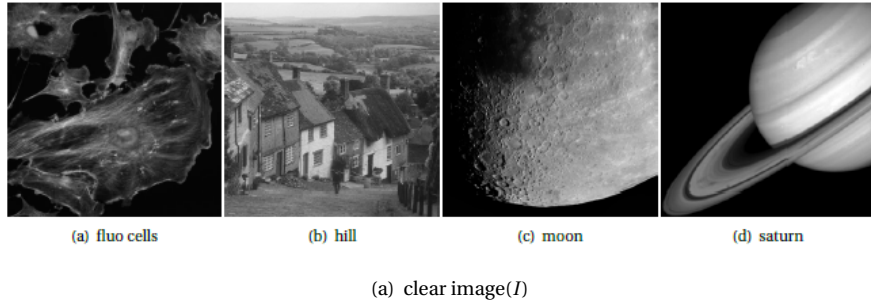 (a) fluo cells
(b) hill
(c) moon
(d) saturn
(a) clear image(I)